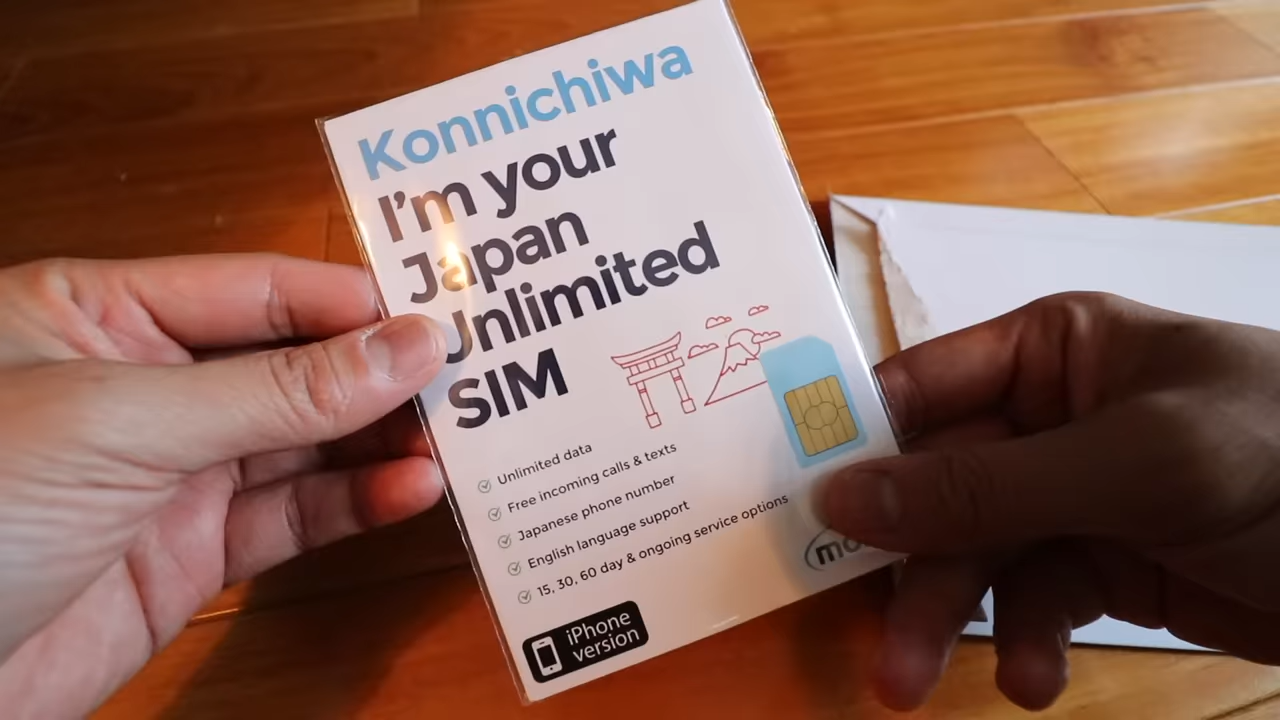 Konnichiwa
I'm your
Japan
Unlimited
SIM
Unlimited data
Free incoming calls & texts
Japanese phone number
English language support
15, 30, 60 day & ongoing service options
iPhone
version